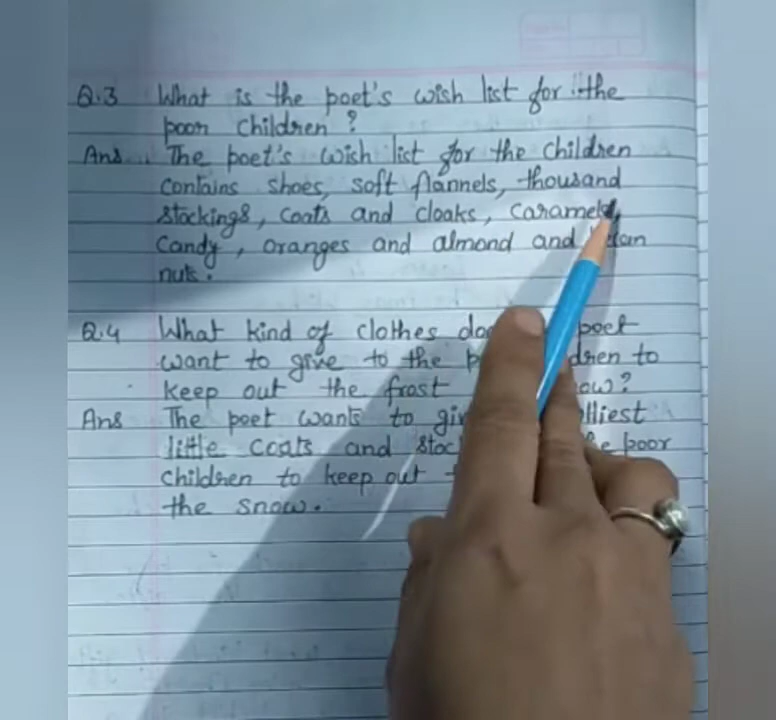 Q.3 What is the poet's wish list for the
poor children ?
Ans. The poet's wish list for the children
contains shoes, soft flannels, thousand
stockings, coats and cloaks, caramels,
candy, oranges and almond and
nuts.
Q.4 What kind of clothes poet
want to give to the to
keep out the frost
Ans The poet wants to
little coats and poor
children to keep out
the snow.